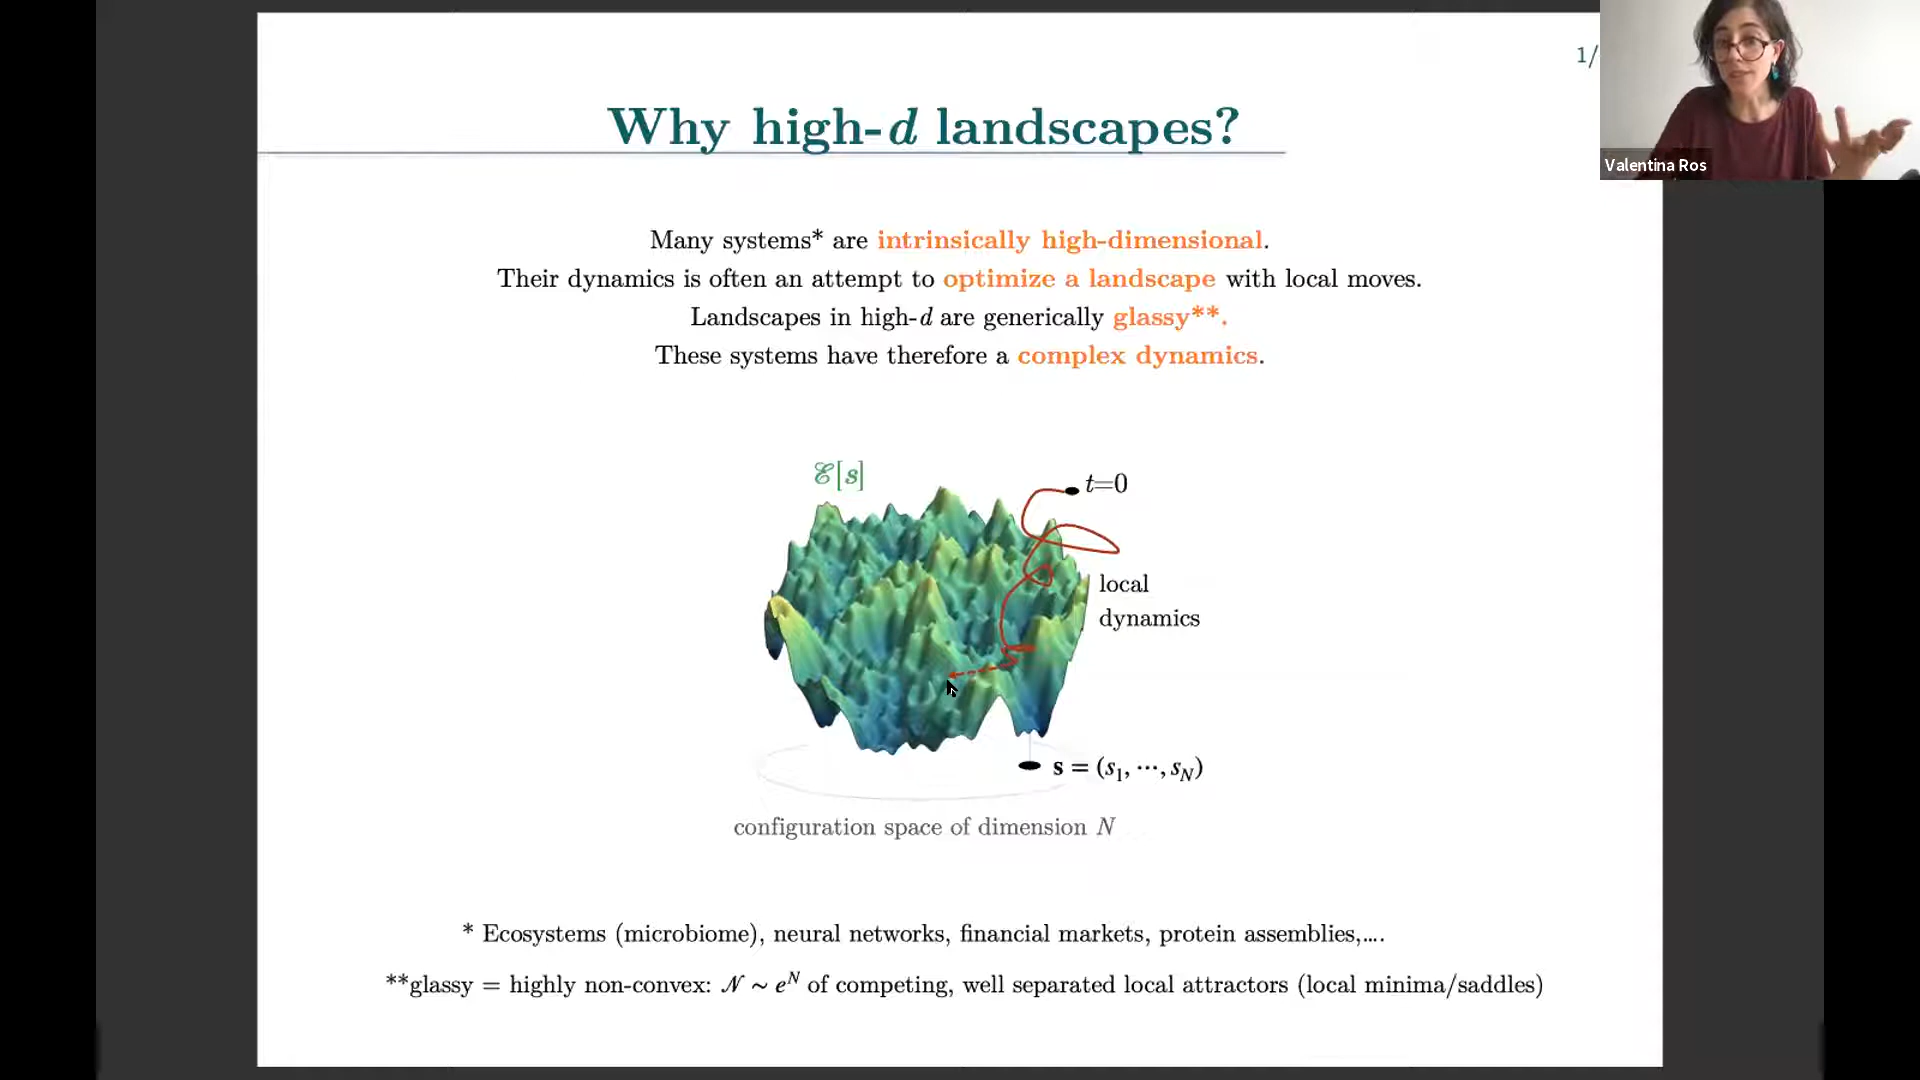 1/
Valentina Ros
Why high-d landscapes?
Many systems* are intrinsically high-dimensional.
Their dynamics is often an attempt to optimize a landscape with local moves.
Landscapes in high-d are generically glassy**.
These systems have therefore a complex dynamics.
ℰ[s]
t=0
local
dynamics
s = (s₁, ⋯, s_N)
configuration space of dimension N
* Ecosystems (microbiome), neural networks, financial markets, protein assemblies,....
**glassy = highly non-convex: 𝒩 ~ e^N of competing, well separated local attractors (local minima/saddles)